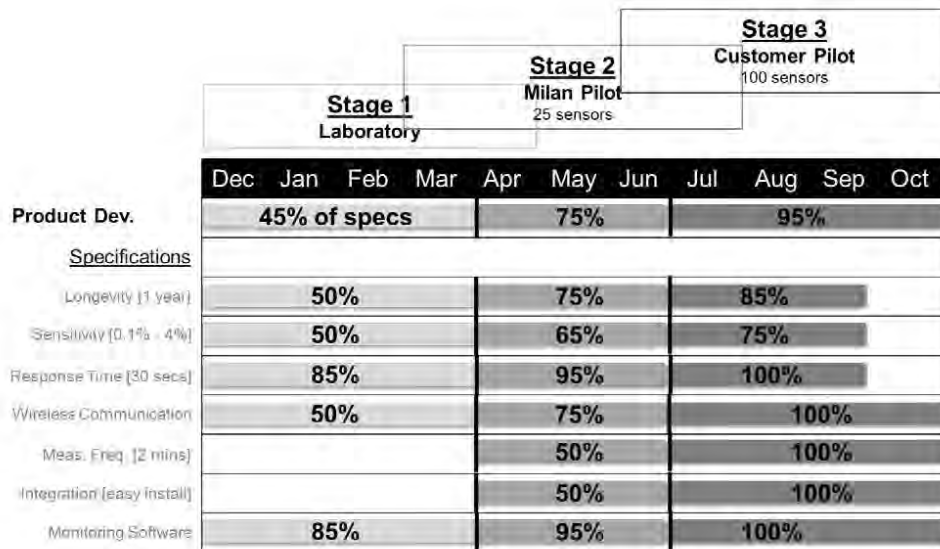 Stage 3
Customer Pilot
100 sensors
Stage 2
Milan Pilot
25 sensors
Stage 1
Laboratory
Dec Jan Feb Mar Apr May Jun Jul Aug Sep Oct
Product Dev. 45% of specs 75% 95%
Specifications
Longevity [1 year] 50% 75% 85%
Sensitivity [0.1% - 4%] 50% 65% 75%
Response Time [30 secs] 85% 95% 100%
Wireless Communication 50% 75% 100%
Meas. Freq. [2 mins] 50% 100%
Integration [easy install] 50% 100%
Monitoring Software 85% 95% 100%